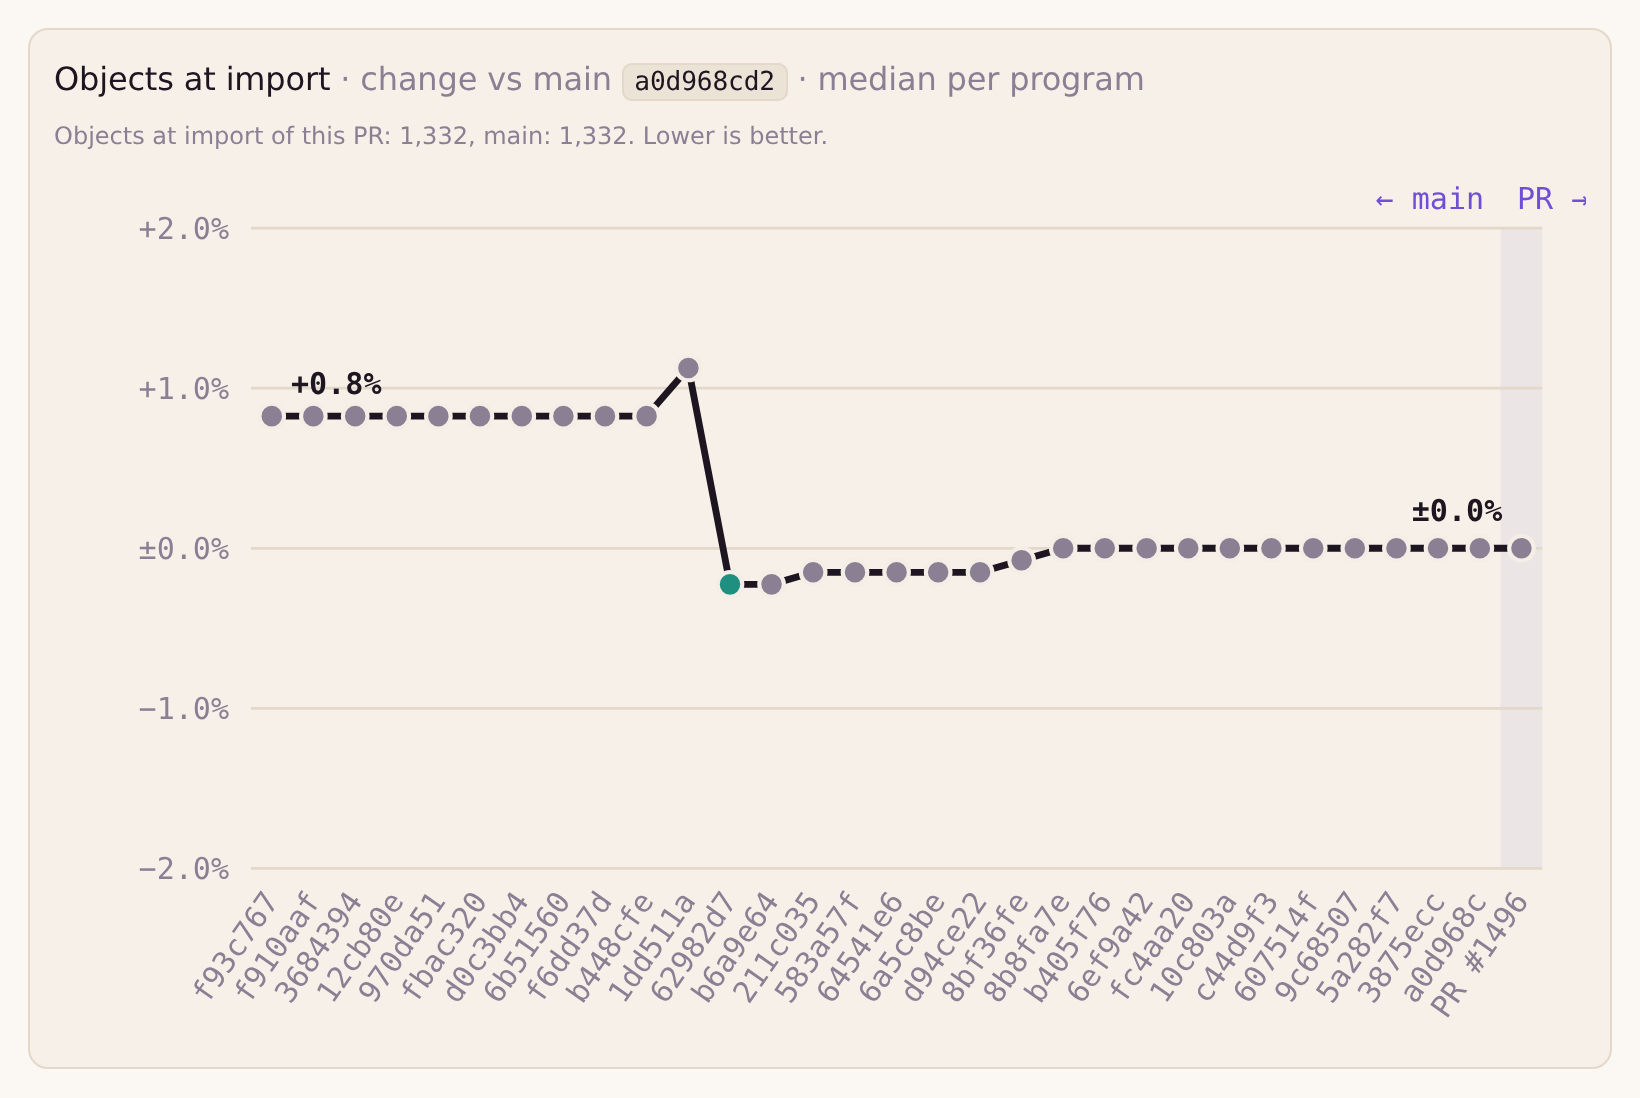 Objects at import · change vs main a0d968cd2 · median per program
Objects at import of this PR: 1,332, main: 1,332. Lower is better.
← main PR →
+2.0%
+1.0%
±0.0%
−1.0%
−2.0%
+0.8%
±0.0%
f93c767
f910aaf
3684394
12cb80e
970da51
fbac320
d0c3bb4
6b51560
f6dd37d
b448cfe
1dd511a
62982d7
b6a9e64
211c035
583a57f
64541e6
6a5c8be
d94ce22
8bf36fe
8b8fa7e
b405f76
6ef9a42
fc4aa20
10c803a
c44d9f3
607514f
9c68507
5a282f7
3875ecc
a0d968c
PR #1496